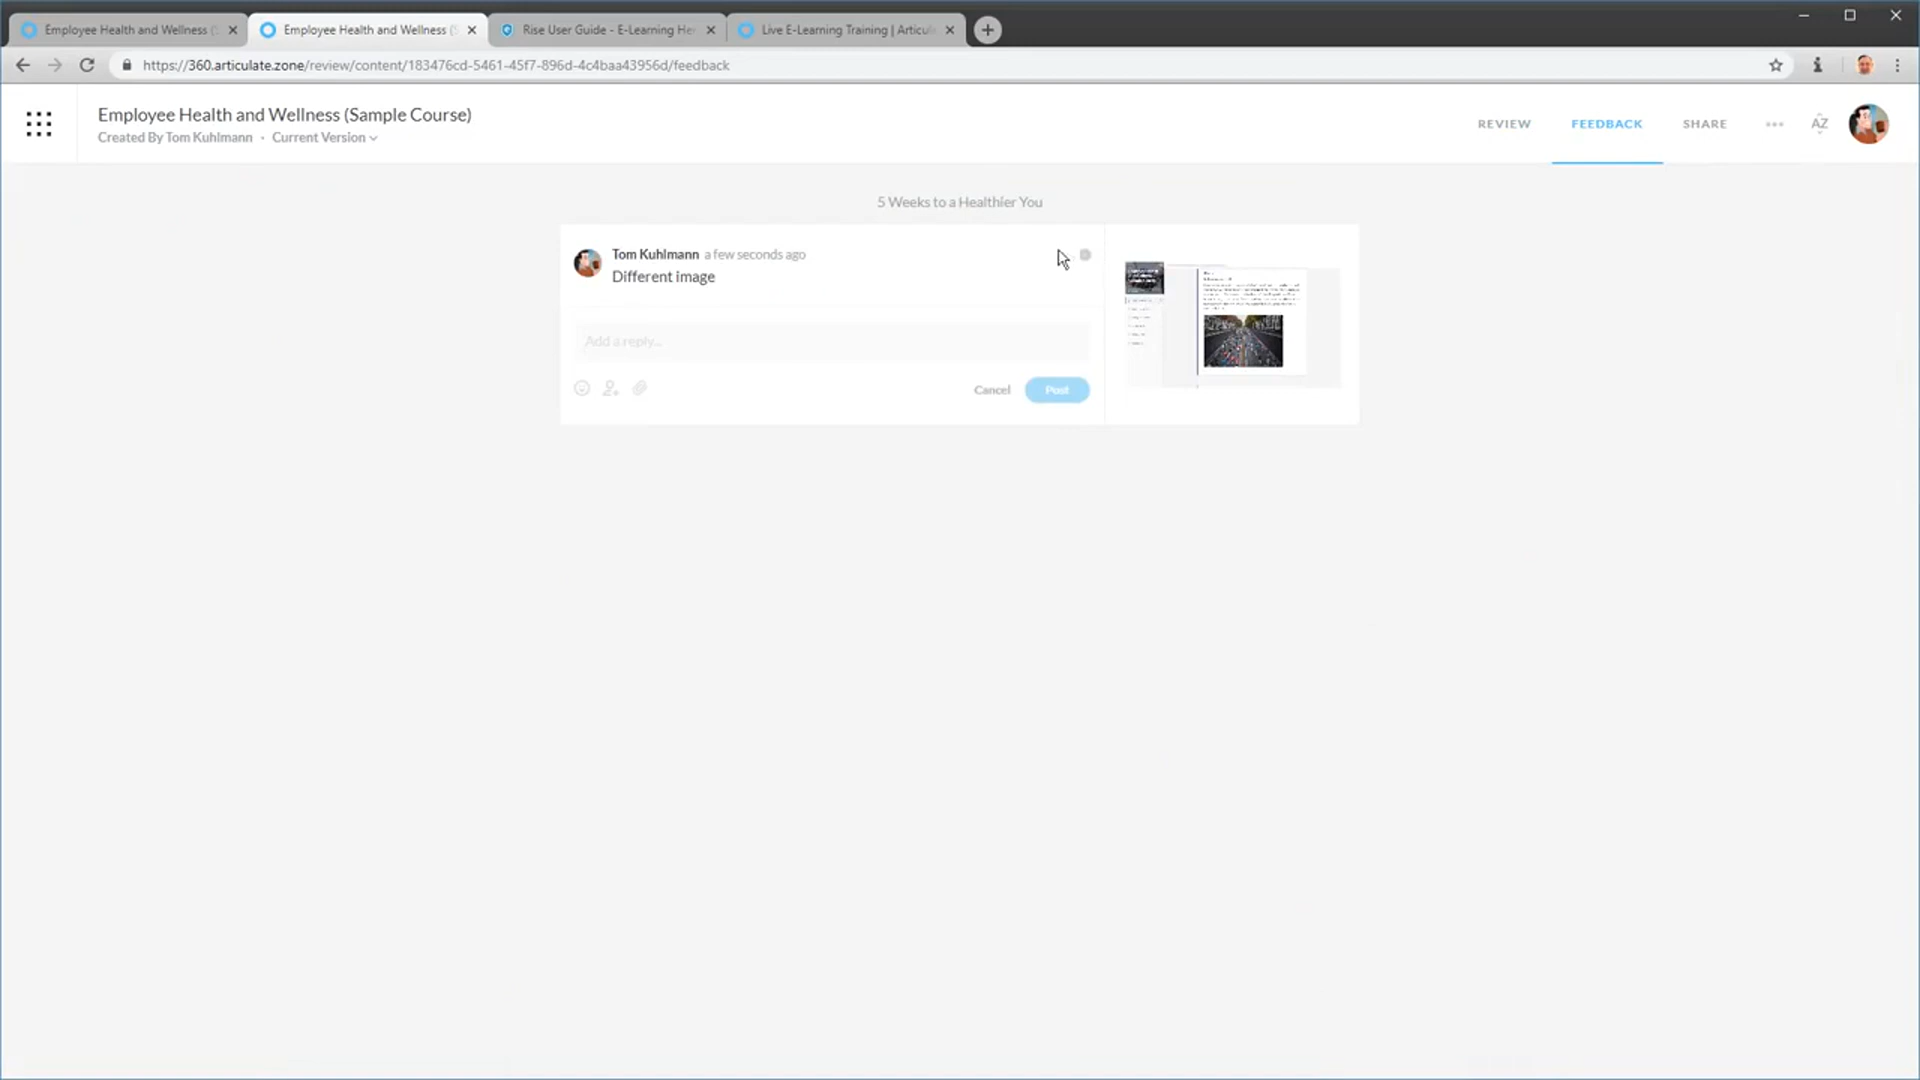 Employee Health and Wellness (
Employee Health and Wellness (S
Rise User Guide - E-Learning He
Live E-Learning Training | Articul
https://360.articulate.zone/review/content/183476cd-5461-45f7-896d-4c4baa43956d/feedback
Employee Health and Wellness (Sample Course)
Created By Tom Kuhlmann · Current Version
REVIEW
FEEDBACK
SHARE
AZ
5 Weeks to a Healthier You
Tom Kuhlmann a few seconds ago
Different image
Add a reply...
Cancel
Post